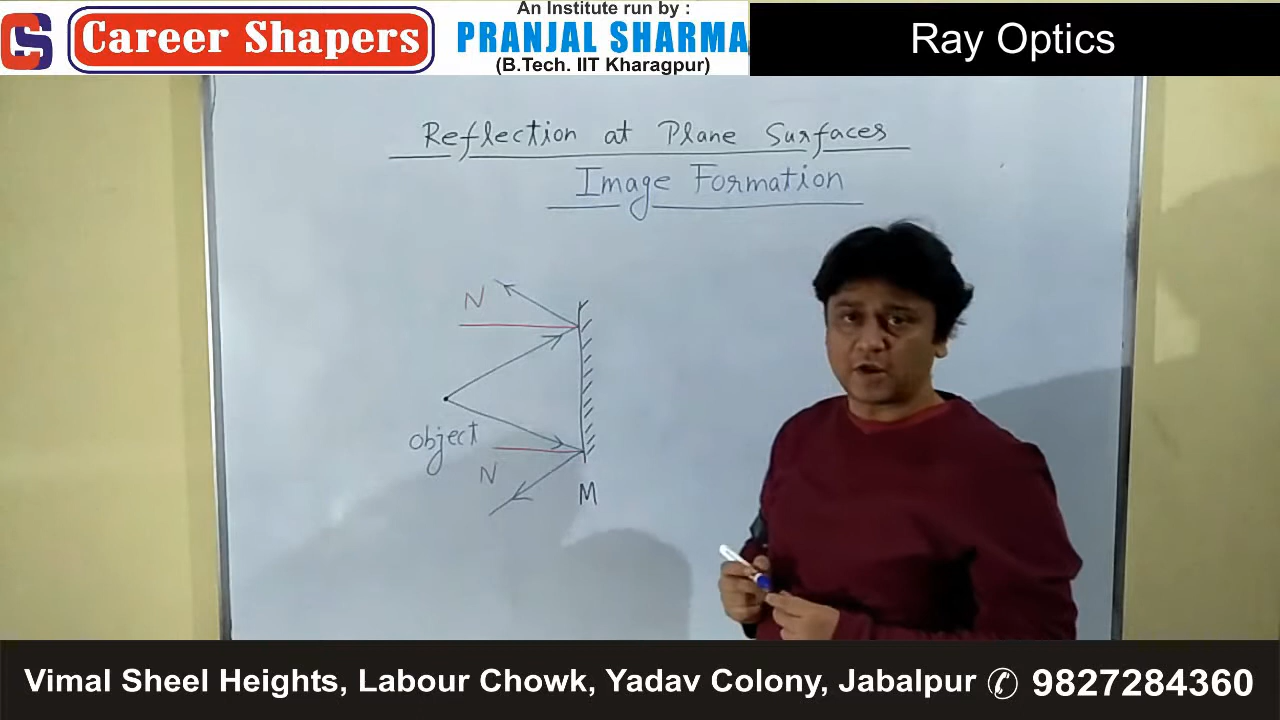 CS
Career Shapers
An Institute run by :
PRANJAL SHARMA
(B.Tech. IIT Kharagpur)
Ray Optics
Reflection at Plane Surfaces
Image Formation
N
object
N
M
Vimal Sheel Heights, Labour Chowk, Yadav Colony, Jabalpur ✆ 9827284360